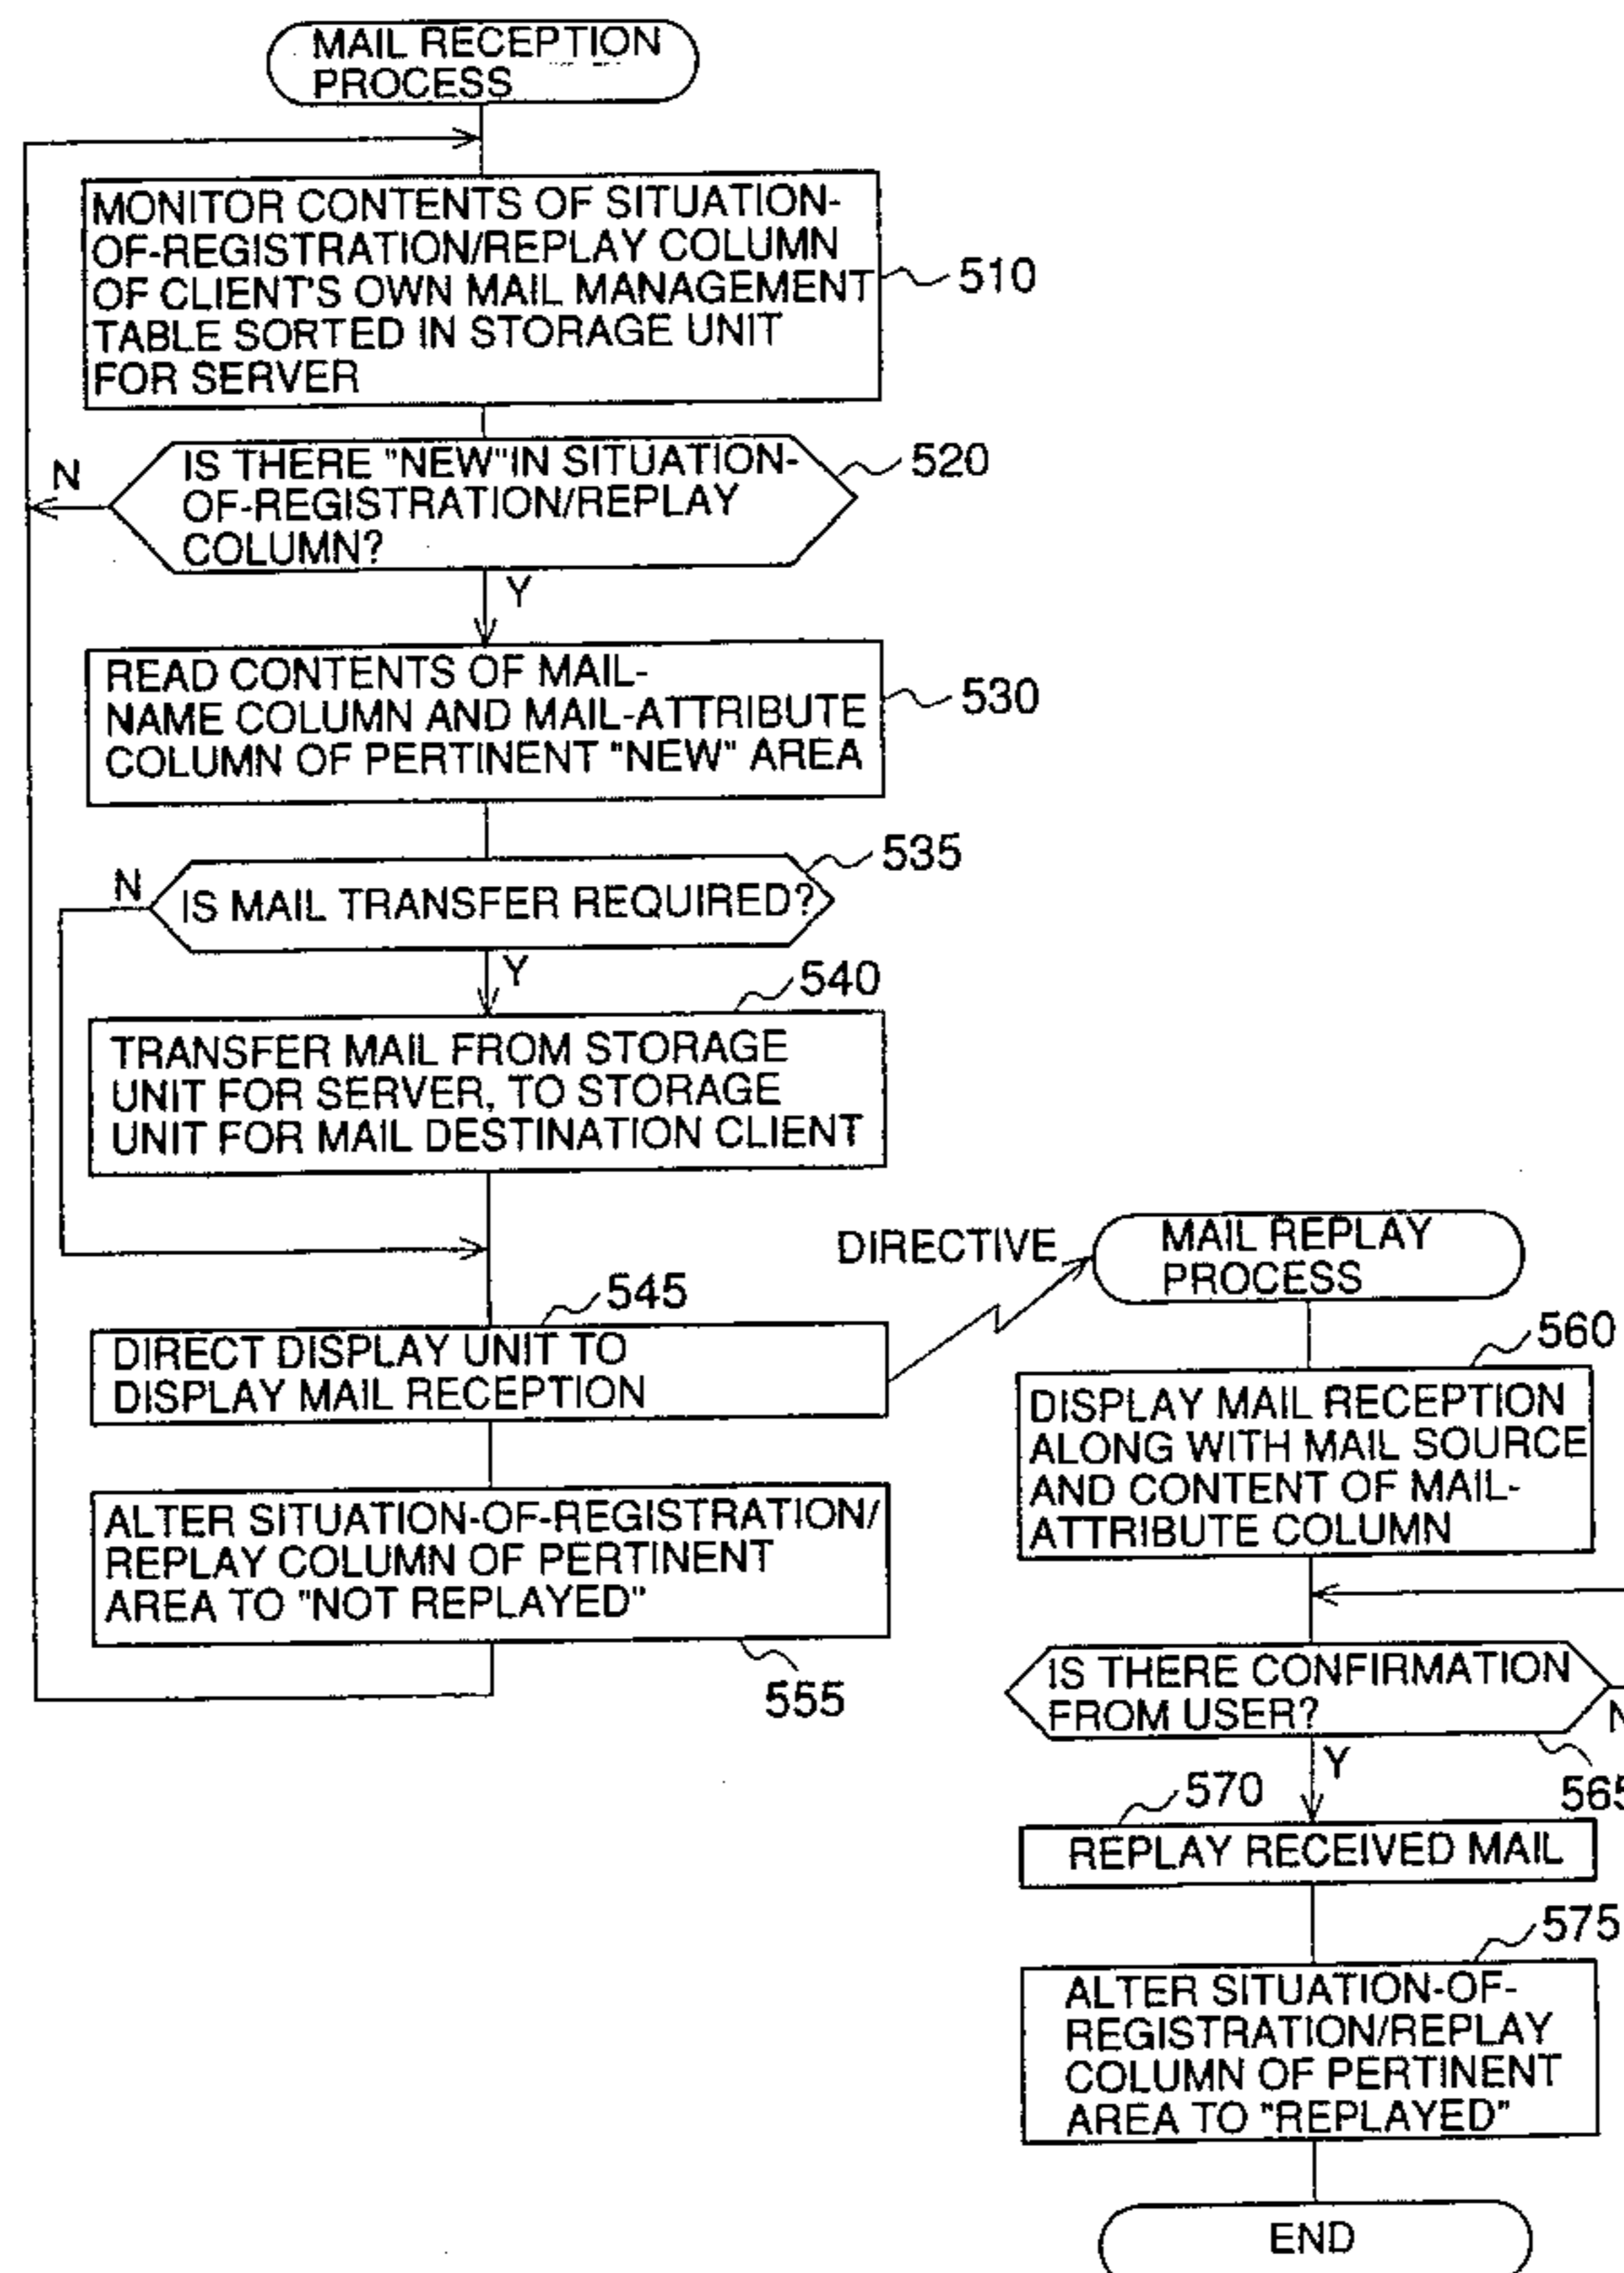 MAIL RECEPTION
PROCESS
MONITOR CONTENTS OF SITUATION-
OF-REGISTRATION/REPLAY COLUMN
OF CLIENT'S OWN MAIL MANAGEMENT
TABLE SORTED IN STORAGE UNIT
FOR SERVER
510
N
IS THERE "NEW"IN SITUATION-
OF-REGISTRATION/REPLAY
COLUMN?
520
Y
READ CONTENTS OF MAIL-
NAME COLUMN AND MAIL-ATTRIBUTE
COLUMN OF PERTINENT "NEW" AREA
530
N
IS MAIL TRANSFER REQUIRED?
535
Y
540
TRANSFER MAIL FROM STORAGE
UNIT FOR SERVER, TO STORAGE
UNIT FOR MAIL DESTINATION CLIENT
545
DIRECT DISPLAY UNIT TO
DISPLAY MAIL RECEPTION
ALTER SITUATION-OF-REGISTRATION/
REPLAY COLUMN OF PERTINENT
AREA TO "NOT REPLAYED"
555
DIRECTIVE
MAIL REPLAY
PROCESS
560
DISPLAY MAIL RECEPTION
ALONG WITH MAIL SOURCE
AND CONTENT OF MAIL-
ATTRIBUTE COLUMN
IS THERE CONFIRMATION
FROM USER?
N
565
Y
570
REPLAY RECEIVED MAIL
575
ALTER SITUATION-OF-
REGISTRATION/REPLAY
COLUMN OF PERTINENT
AREA TO "REPLAYED"
END